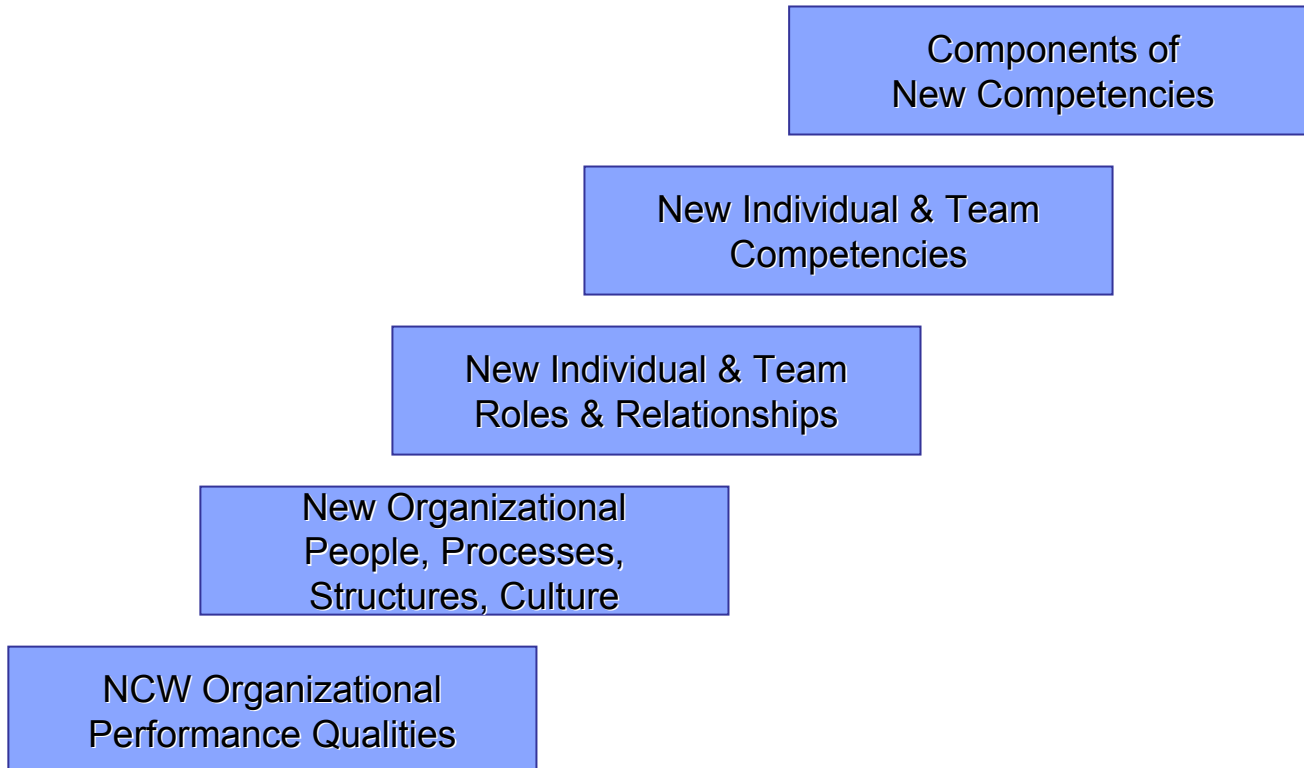 Components of
New Competencies
New Individual & Team
Competencies
New Individual & Team
Roles & Relationships
New Organizational
People, Processes,
Structures, Culture
NCW Organizational
Performance Qualities